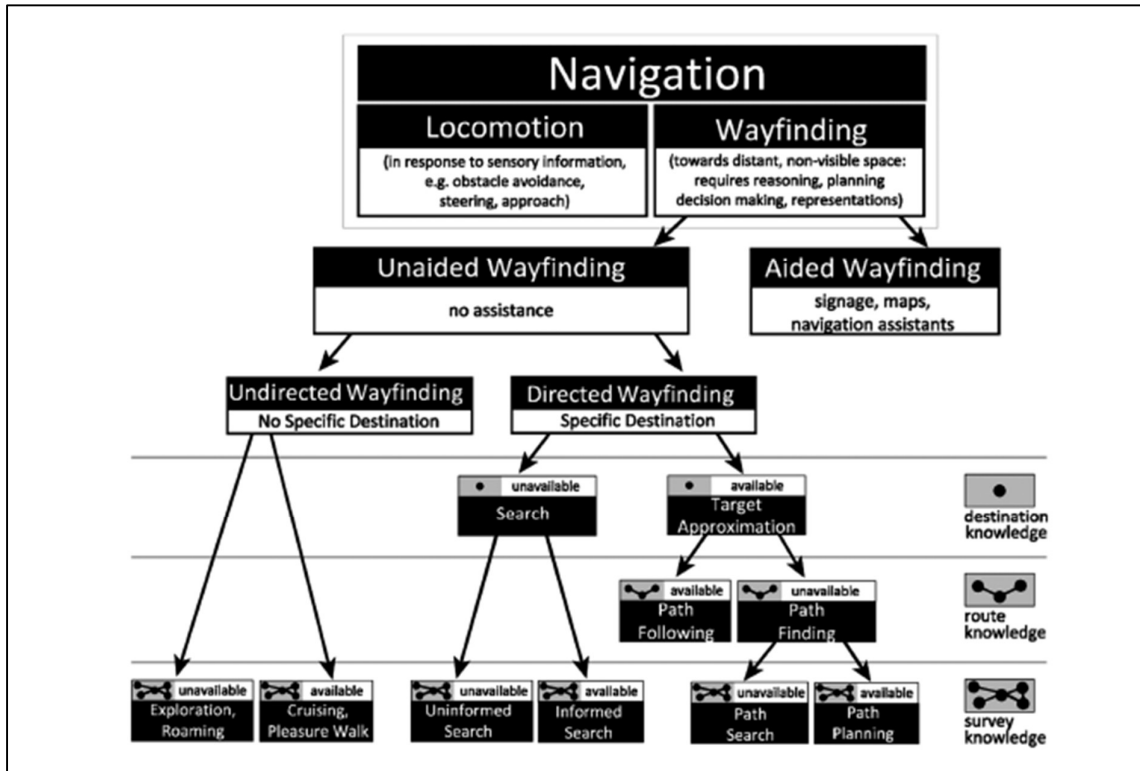 Navigation
Locomotion
(in response to sensory information,
e.g. obstacle avoidance,
steering, approach)
Wayfinding
(towards distant, non-visible space:
requires reasoning, planning
decision making, representations)
Unaided Wayfinding
no assistance
Aided Wayfinding
signage, maps,
navigation assistants
Undirected Wayfinding
No Specific Destination
Directed Wayfinding
Specific Destination
unavailable
Search
available
Target
Approximation
destination
knowledge
available
Path
Following
unavailable
Path
Finding
route
knowledge
unavailable
Exploration,
Roaming
available
Cruising,
Pleasure Walk
unavailable
Uninformed
Search
available
Informed
Search
unavailable
Path
Search
available
Path
Planning
survey
knowledge